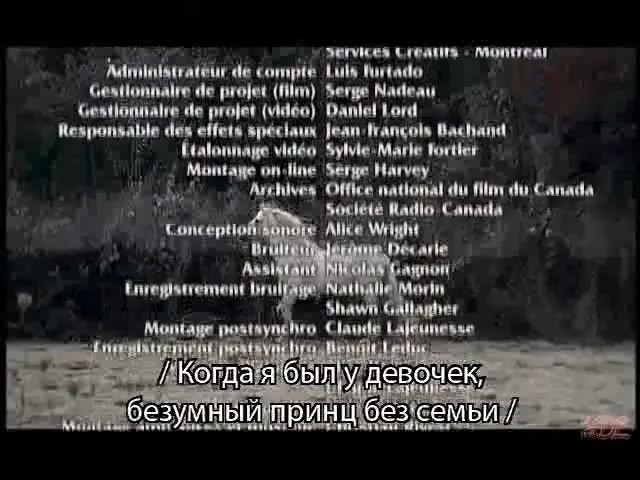 Services Créatifs - Montréal
Administrateur de compte Luis Furtado
Gestionnaire de projet (film) Serge Nadeau
Gestionnaire de projet (vidéo) Daniel Lord
Responsable des effets spéciaux Jean-François Bachand
Étalonnage vidéo Sylvie-Marie Fortier
Montage on-line Serge Harvey
Archives Office national du film du Canada
Société Radio-Canada
Conception sonore Alice Wright
Bruiteur Jérôme Décarie
Assistant Nicolas Gagnon
Enregistrement bruitage Nathalie Morin
Shawn Gallagher
Montage postsynchro Claude Lajeunesse
Enregistrement postsynchro Benoît Leduc
/ Когда я был у девочек,
безумный принц без семьи /